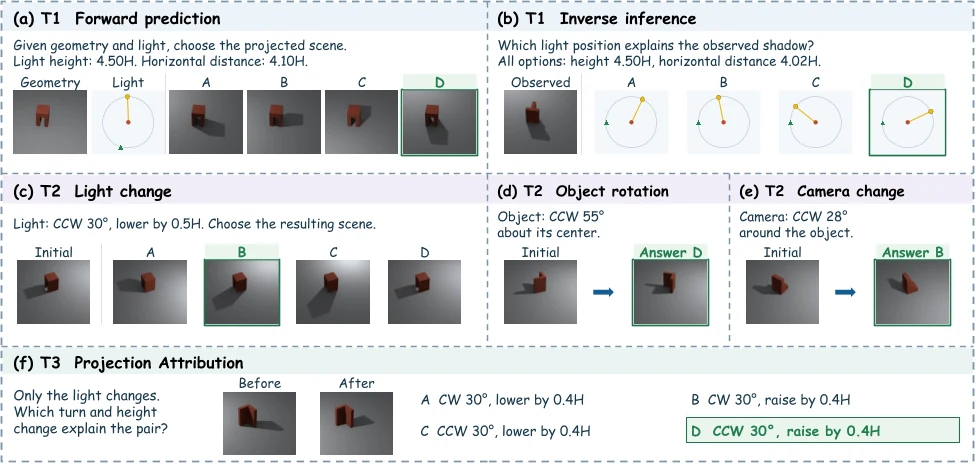 (a) T1 Forward prediction
Given geometry and light, choose the projected scene.
Light height: 4.50H. Horizontal distance: 4.10H.
Geometry Light A B C D
(b) T1 Inverse inference
Which light position explains the observed shadow?
All options: height 4.50H, horizontal distance 4.02H.
Observed A B C D
(c) T2 Light change
Light: CCW 30°, lower by 0.5H. Choose the resulting scene.
Initial A B C D
(d) T2 Object rotation
Object: CCW 55°
about its center.
Initial Answer D
(e) T2 Camera change
Camera: CCW 28°
around the object.
Initial Answer B
(f) T3 Projection Attribution
Only the light changes.
Which turn and height
change explain the pair?
Before After
A CW 30°, lower by 0.4H
B CW 30°, raise by 0.4H
C CCW 30°, lower by 0.4H
D CCW 30°, raise by 0.4H